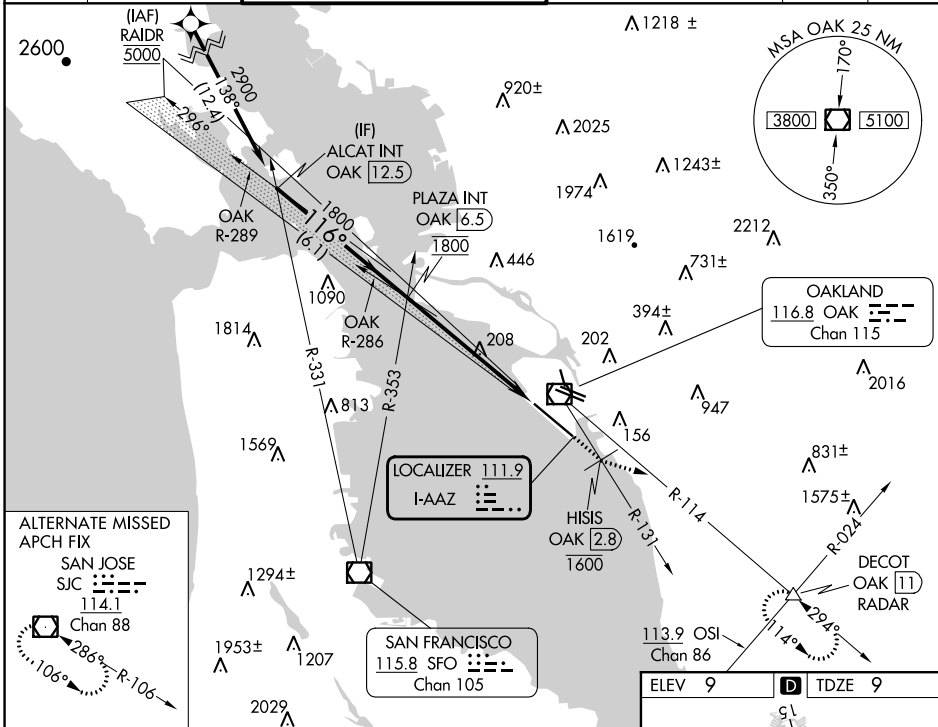 (IAF)
RAIDR
5000
2600
2900
138°
(12.4)
296°
(IF)
ALCAT INT
OAK 12.5
OAK
R-289
1800
116°
(6.1)
PLAZA INT
OAK 6.5
1800
1218 ±
920±
2025
1243±
1974
1619
2212
731±
446
394±
202
208
1090
1814
OAK
R-286
R-331
R-353
813
1569
MSA OAK 25 NM
170°
3800
5100
350°
OAKLAND
116.8 OAK
Chan 115
2016
947
156
831±
1575±
LOCALIZER 111.9
I-AAZ
HISIS
OAK 2.8
1600
R-131
R-114
R-024
DECOT
OAK 11
RADAR
294°
114°
113.9 OSI
Chan 86
ALTERNATE MISSED
APCH FIX
SAN JOSE
SJC
114.1
Chan 88
286°
106°
R-106
1294±
1953±
1207
2029
SAN FRANCISCO
115.8 SFO
Chan 105
ELEV 9
D
TDZE 9
15